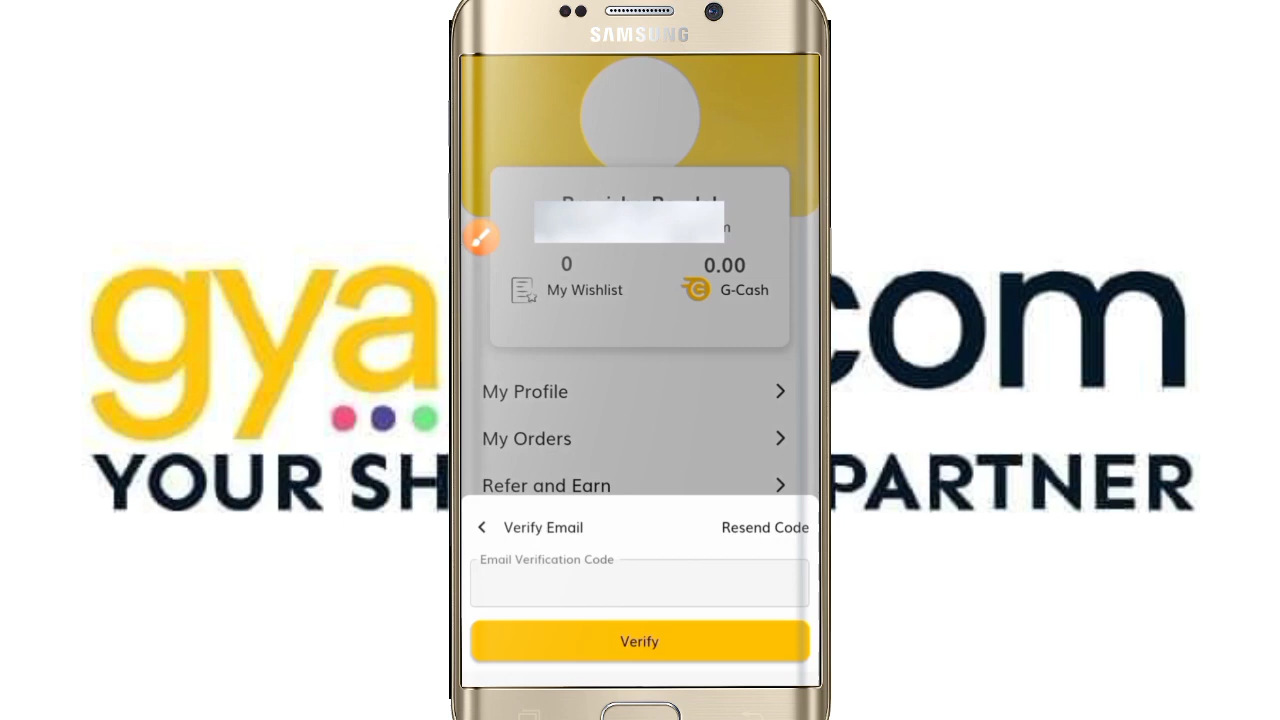 SAMSUNG
0
0.00
My Wishlist
G-Cash
My Profile
My Orders
Refer and Earn
Verify Email
Resend Code
Email Verification Code
Verify
gya
com
YOUR SH
PARTNER